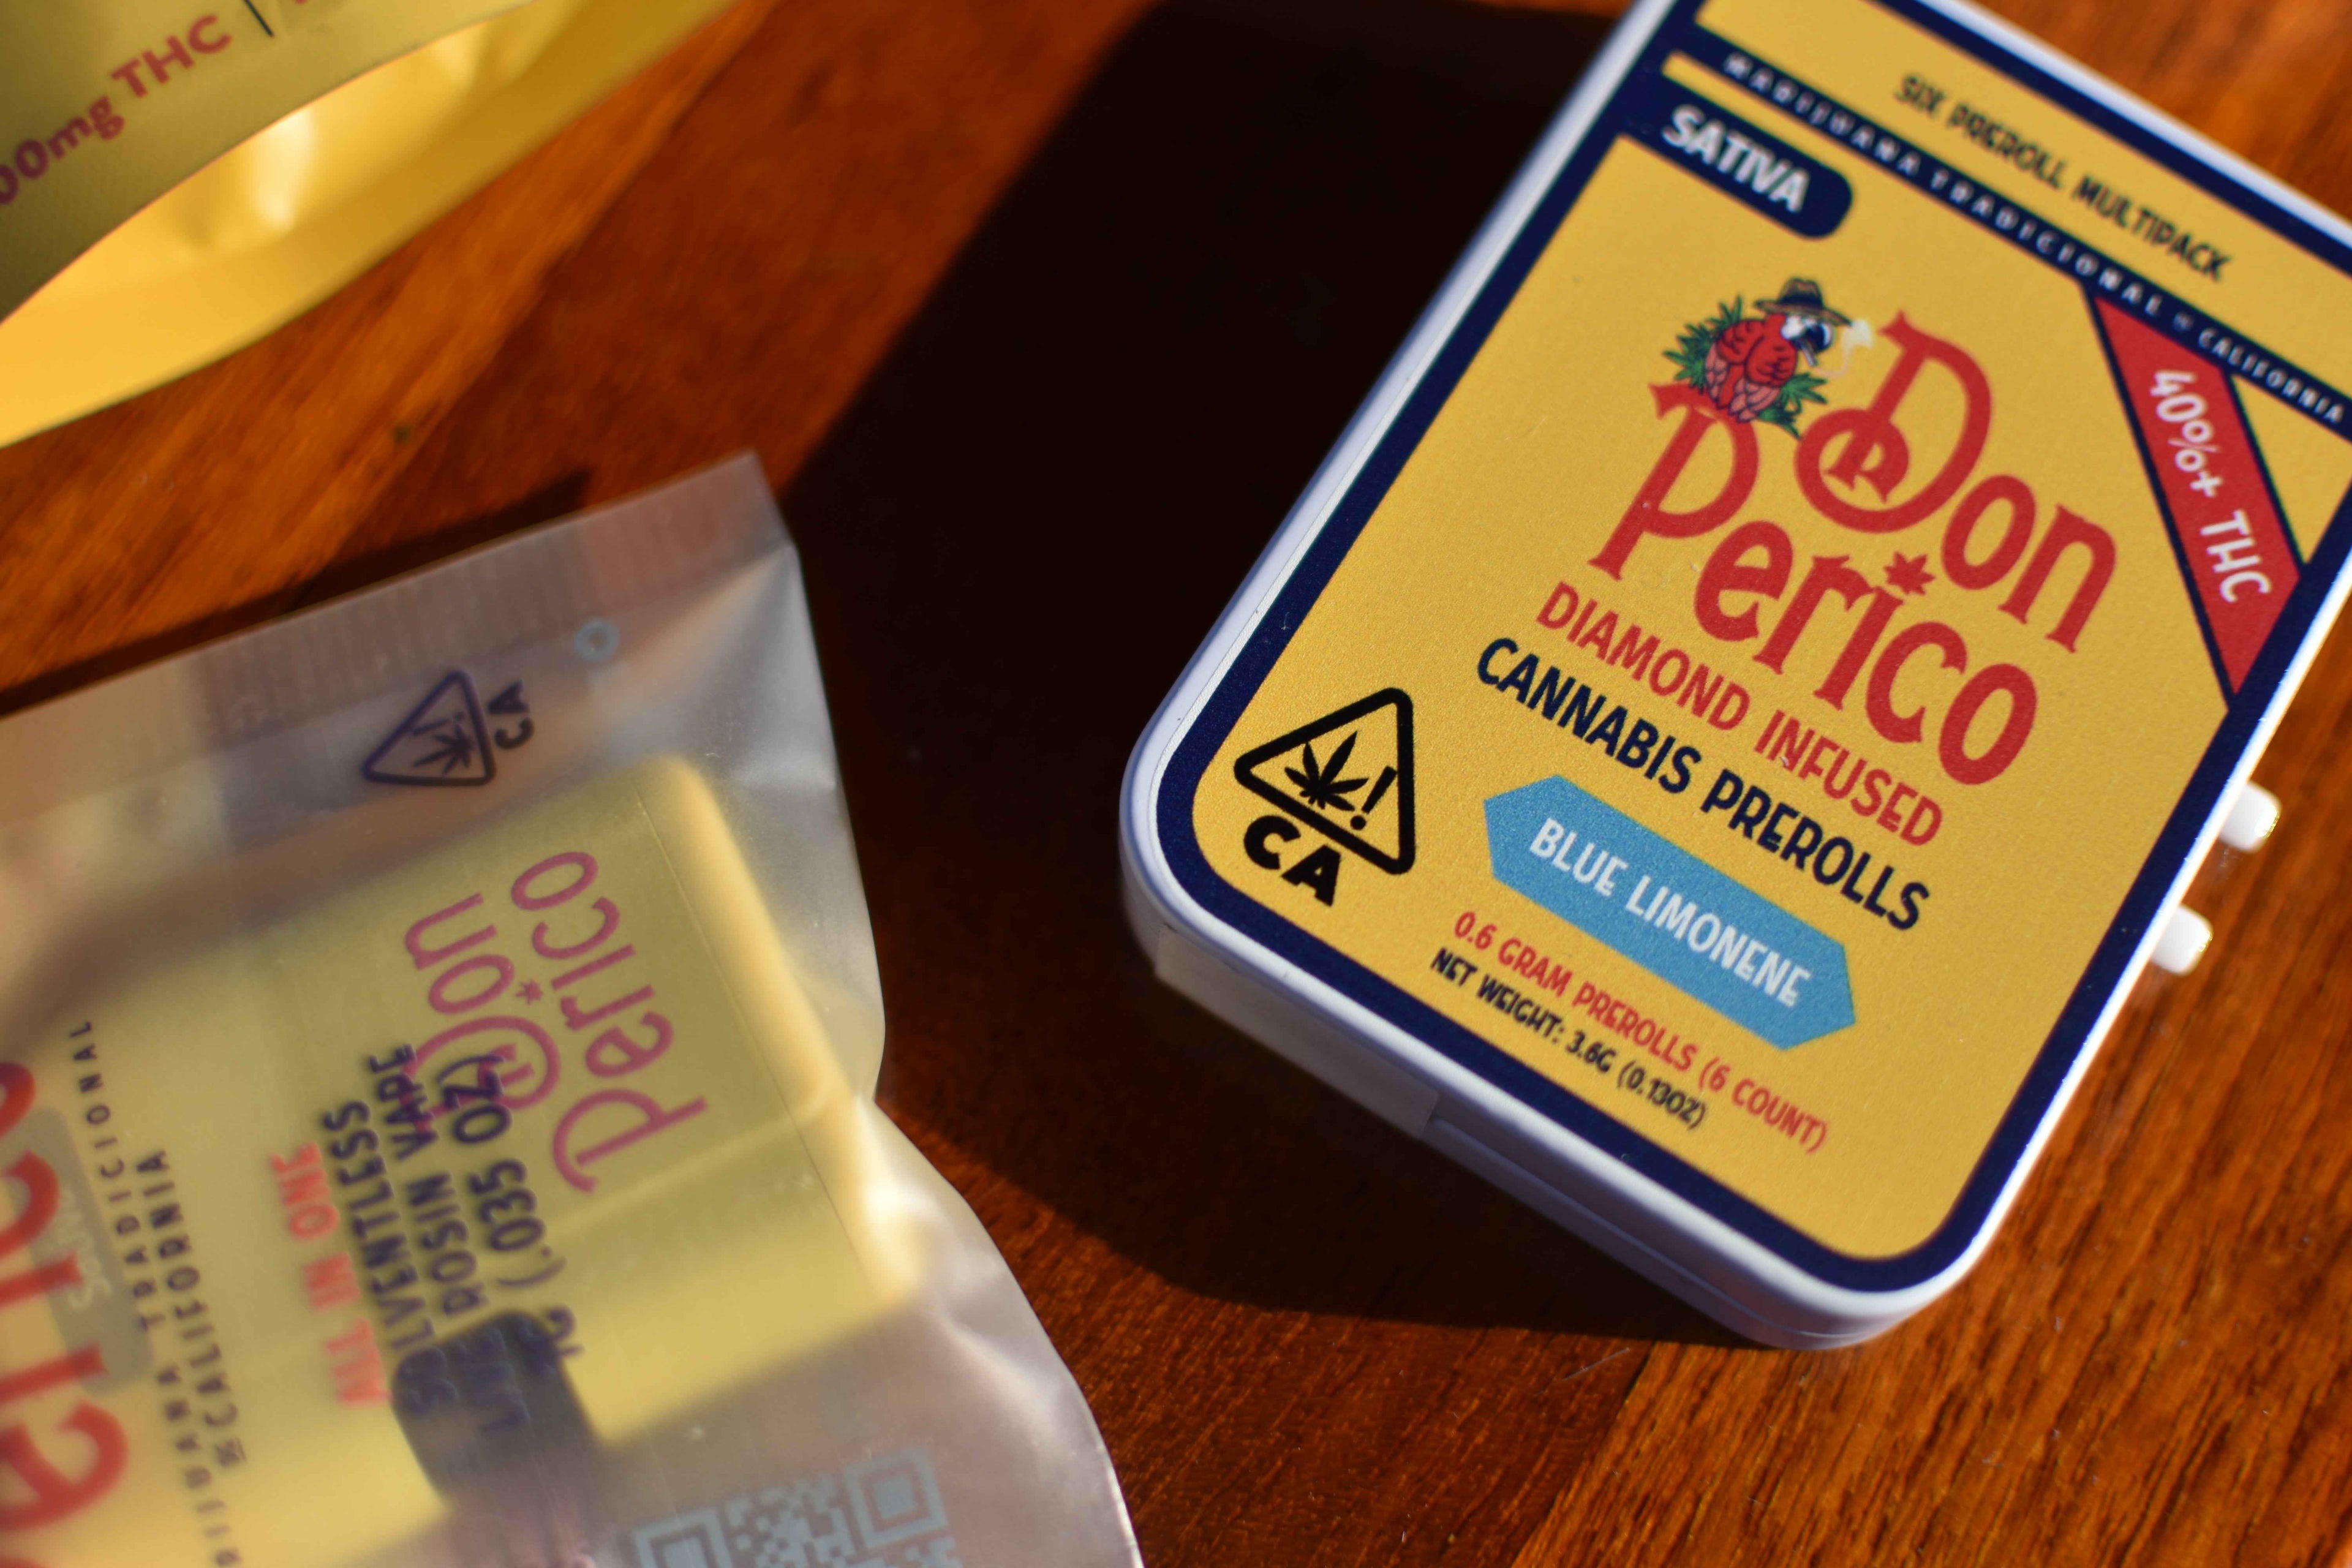 00mg THC |
SIX PREROLL MULTIPACK
MARIJUANA TRADICIONAL CALIFORNIA
SATIVA
40%+ THC
Don
R
Perico
DIAMOND INFUSED
CANNABIS PREROLLS
BLUE LIMONENE
CA
0.6 GRAM PREROLLS (6 COUNT)
NET WEIGHT: 3.6G (0.13OZ)
CA
Don
Perico
erico
MARIJUANA TRADICIONAL
CALIFORNIA
ALL IN ONE
SOLVENTLESS
LIVE ROSIN VAPE
1G (.035 OZ)